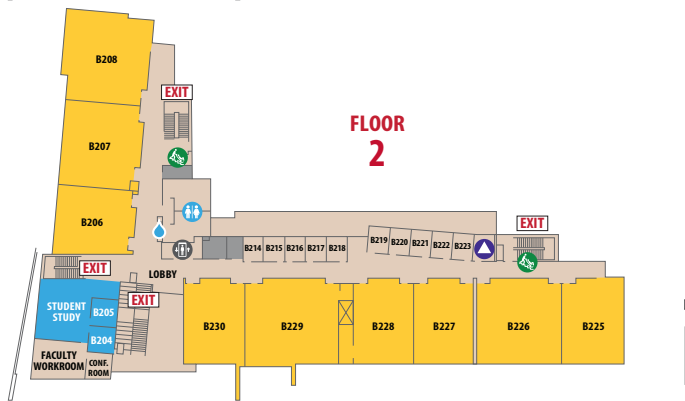 B208
EXIT
FLOOR
2
B207
B206
EXIT
B219
B220
B221
B222
B223
B214
B215
B216
B217
B218
EXIT
LOBBY
EXIT
STUDENT
STUDY
B205
B204
B230
B229
B228
B227
B226
B225
FACULTY
WORKROOM
CONF.
ROOM